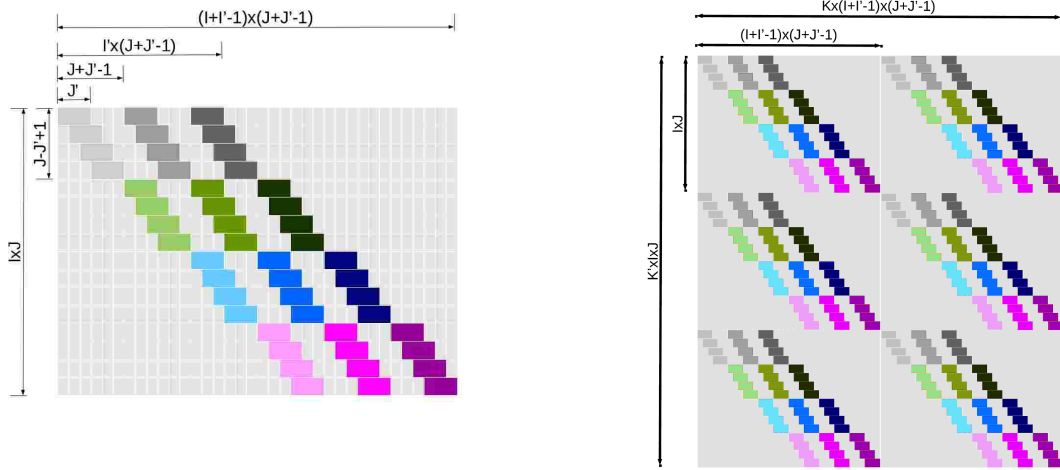 (I+I'-1)x(J+J'-1)
I'x(J+J'-1)
J+J'-1
J'
J-J'+1
IxJ
Kx(I+I'-1)x(J+J'-1)
(I+I'-1)x(J+J'-1)
IxJ
K'xIxJ